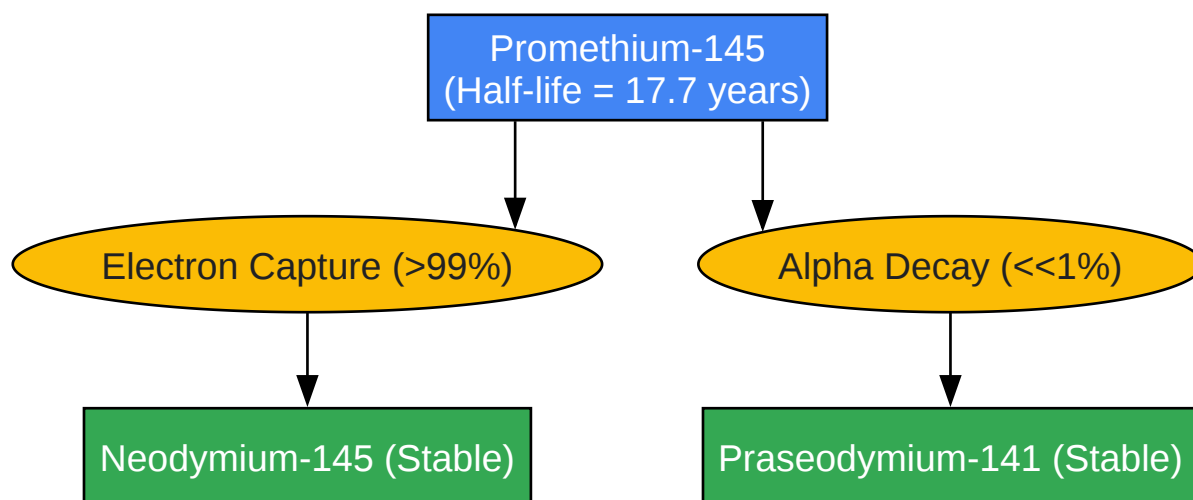 Promethium-145
(Half-life = 17.7 years)
Electron Capture (>99%)
Alpha Decay (<<1%)
Neodymium-145 (Stable)
Praseodymium-141 (Stable)